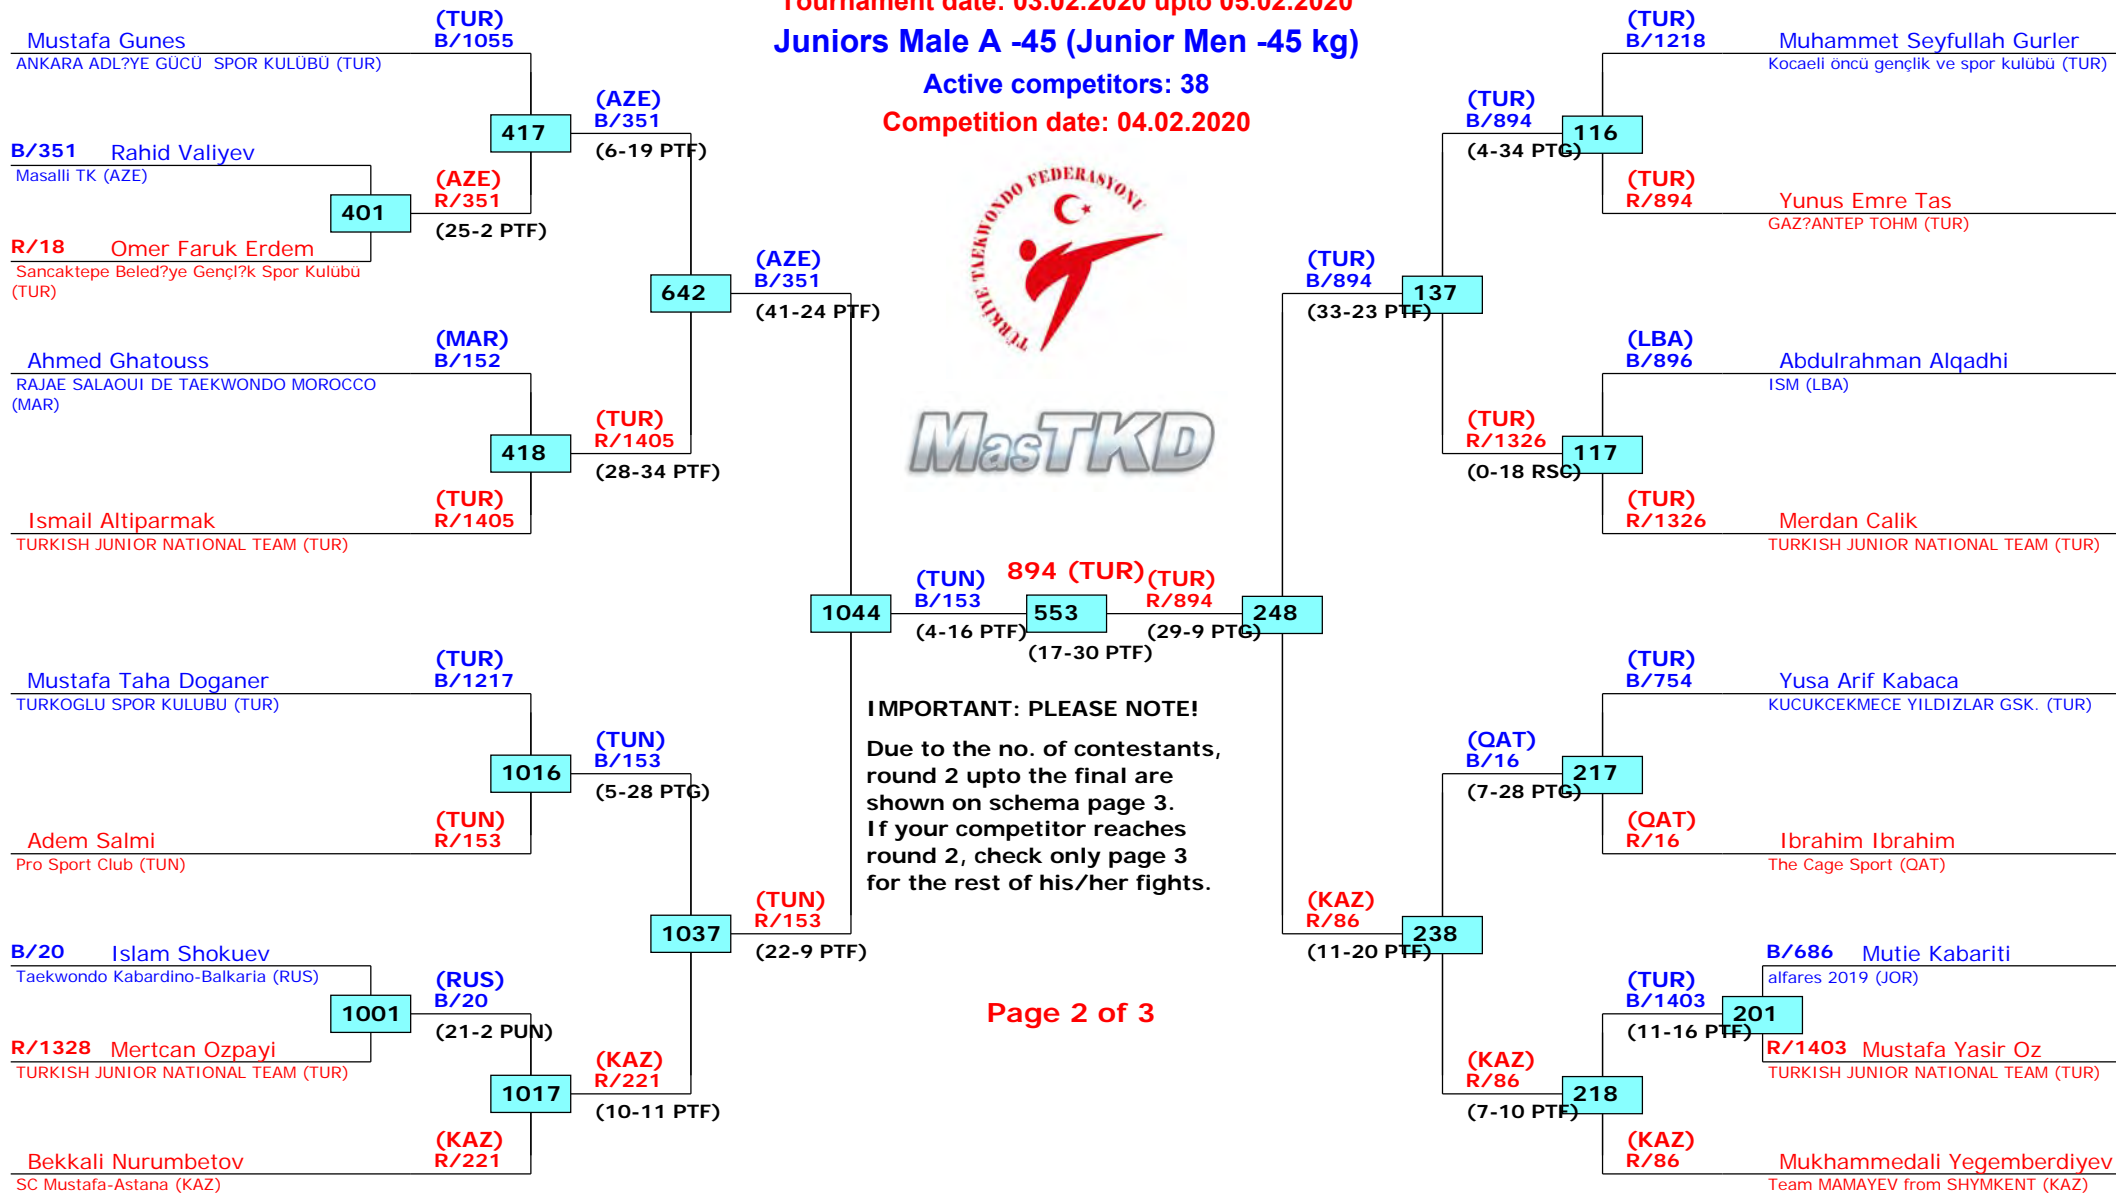 Tournament date: 03.02.2020 upto 05.02.2020
Juniors Male A -45 (Junior Men -45 kg)
Active competitors: 38
Competition date: 04.02.2020
Mustafa Gunes
(TUR)
B/1055
ANKARA ADL?YE GÜCÜ SPOR KULÜBÜ (TUR)
417
(AZE)
B/351
(6-19 PTF)
B/351 Rahid Valiyev
Masalli TK (AZE)
401
(AZE)
R/351
(25-2 PTF)
R/18 Omer Faruk Erdem
Sancaktepe Beled?ye Gençl?k Spor Kulübü
(TUR)
642
(AZE)
B/351
(41-24 PTF)
Ahmed Ghatouss
(MAR)
B/152
RAJAE SALAOUI DE TAEKWONDO MOROCCO
(MAR)
418
(TUR)
R/1405
(28-34 PTF)
Ismail Altiparmak
(TUR)
R/1405
TURKISH JUNIOR NATIONAL TEAM (TUR)
1044
(TUN)
B/153
(4-16 PTF)
894 (TUR)
553
(17-30 PTF)
(TUR)
R/894
(29-9 PTG)
248
Mustafa Taha Doganer
(TUR)
B/1217
TURKOGLU SPOR KULUBU (TUR)
1016
(TUN)
B/153
(5-28 PTG)
Adem Salmi
(TUN)
R/153
Pro Sport Club (TUN)
1037
(TUN)
R/153
(22-9 PTF)
B/20 Islam Shokuev
Taekwondo Kabardino-Balkaria (RUS)
1001
(RUS)
B/20
(21-2 PUN)
R/1328 Mertcan Ozpayi
TURKISH JUNIOR NATIONAL TEAM (TUR)
1017
(KAZ)
R/221
(10-11 PTF)
Bekkali Nurumbetov
(KAZ)
R/221
SC Mustafa-Astana (KAZ)
TÜRKİYE TAEKWONDO FEDERASYONU
MasTKD
IMPORTANT: PLEASE NOTE!
Due to the no. of contestants,
round 2 upto the final are
shown on schema page 3.
If your competitor reaches
round 2, check only page 3
for the rest of his/her fights.
Page 2 of 3
(TUR)
B/1218
Muhammet Seyfullah Gurler
Kocaeli öncü gençlik ve spor kulübü (TUR)
(TUR)
B/894
(4-34 PTG)
116
(TUR)
R/894
Yunus Emre Tas
GAZ?ANTEP TOHM (TUR)
(TUR)
B/894
(33-23 PTF)
137
(LBA)
B/896
Abdulrahman Alqadhi
ISM (LBA)
(TUR)
R/1326
(0-18 RSC)
117
(TUR)
R/1326
Merdan Calik
TURKISH JUNIOR NATIONAL TEAM (TUR)
(TUR)
B/754
Yusa Arif Kabaca
KUCUKCEKMECE YILDIZLAR GSK. (TUR)
(QAT)
B/16
(7-28 PTG)
217
(QAT)
R/16
Ibrahim Ibrahim
The Cage Sport (QAT)
(KAZ)
R/86
(11-20 PTF)
238
B/686 Mutie Kabariti
alfares 2019 (JOR)
(TUR)
B/1403
(11-16 PTF)
201
R/1403 Mustafa Yasir Oz
TURKISH JUNIOR NATIONAL TEAM (TUR)
(KAZ)
R/86
(7-10 PTF)
218
(KAZ)
R/86
Mukhammedali Yegemberdiyev
Team MAMAYEV from SHYMKENT (KAZ)